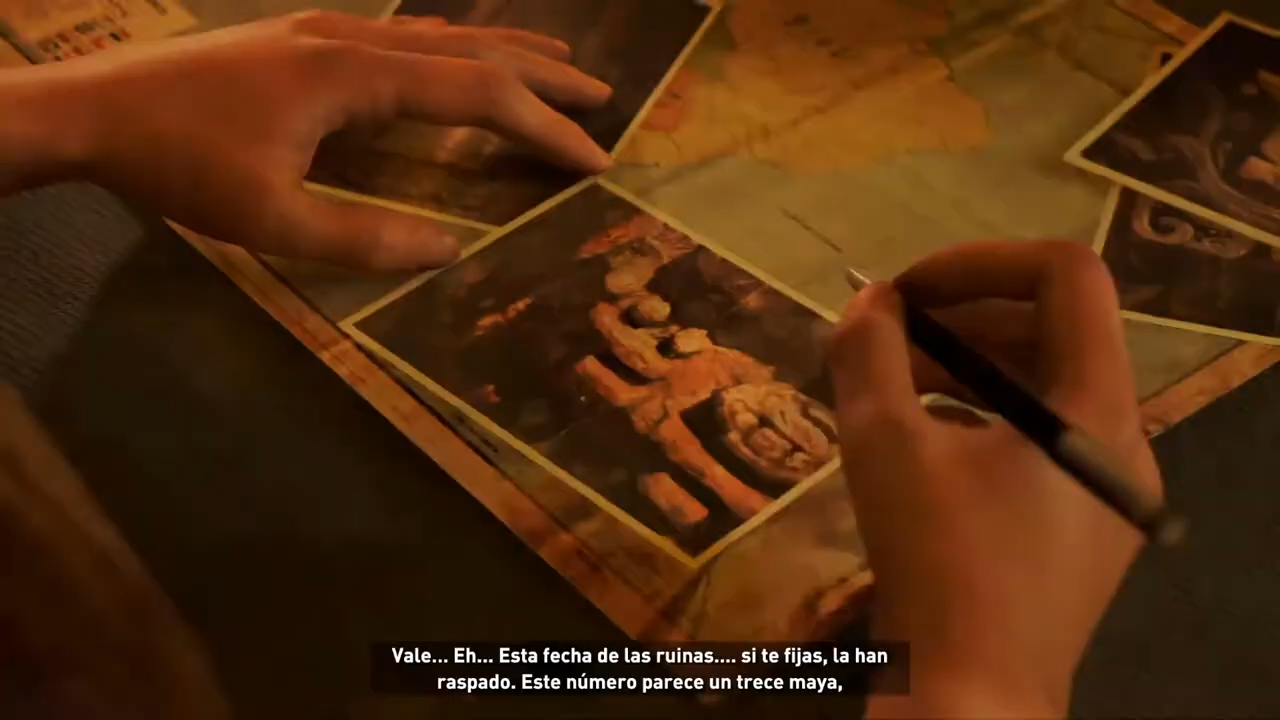 Vale... Eh... Esta fecha de las ruinas.... si te fijas, la han
raspado. Este número parece un trece maya,